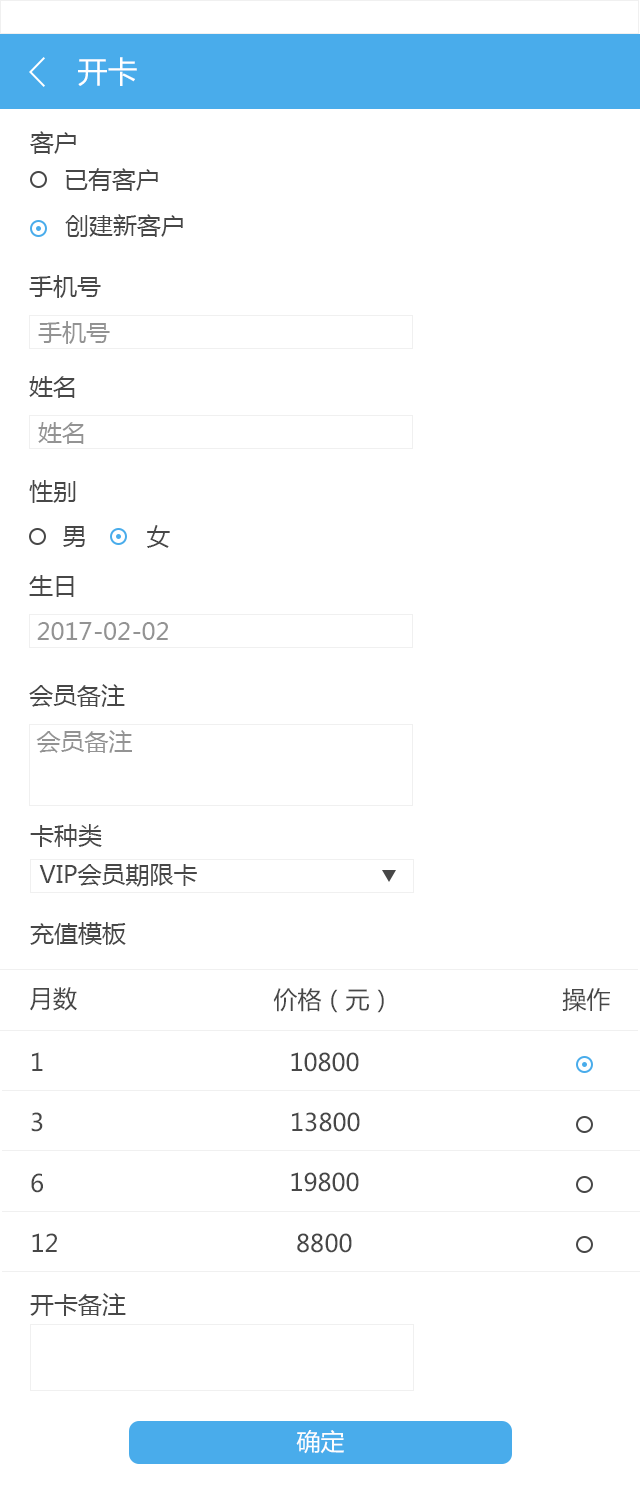 开卡
客户
已有客户
创建新客户
手机号
手机号
姓名
姓名
性别
男 女
生日
2017-02-02
会员备注
会员备注
卡种类
VIP会员期限卡
充值模板
月数 价格（元） 操作
1 10800
3 13800
6 19800
12 8800
开卡备注
确定